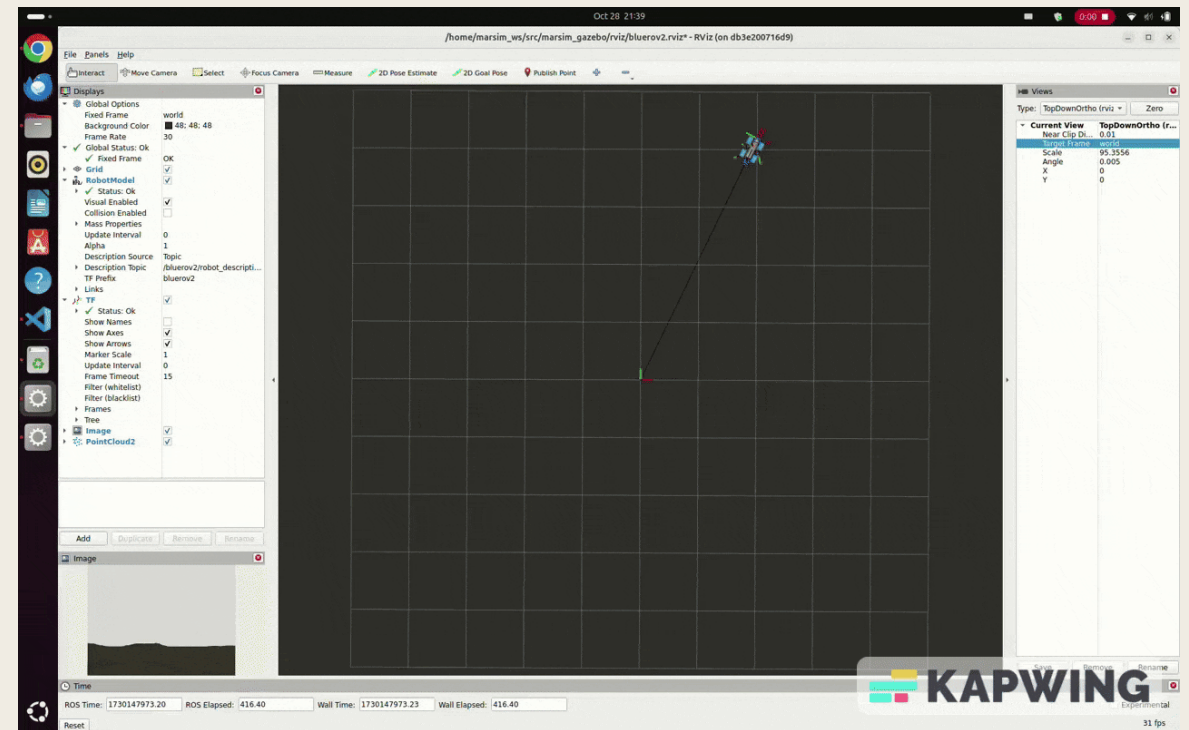 Oct 28 21:39
0:00
/home/marsim_ws/src/marsim_gazebo/rviz/bluerov2.rviz* - RViz (on db3e200716d9)
File Panels Help
Interact Move Camera Select Focus Camera Measure 2D Pose Estimate 2D Goal Pose Publish Point
Displays
Global Options
Fixed Frame world
Background Color 48; 48; 48
Frame Rate 30
Global Status: Ok
Fixed Frame OK
Grid
RobotModel
Status: Ok
Visual Enabled
Collision Enabled
Mass Properties
Update Interval 0
Alpha 1
Description Source Topic
Description Topic /bluerov2/robot_descripti...
TF Prefix bluerov2
Links
TF
Status: Ok
Show Names
Show Axes
Show Arrows
Marker Scale 1
Update Interval 0
Frame Timeout 15
Filter (whitelist)
Filter (blacklist)
Frames
Tree
Image
PointCloud2
Add Duplicate Remove Rename
Image
Views
Type: TopDownOrtho (rviz Zero
Current View TopDownOrtho (r...
Near Clip Di... 0.01
Target Frame world
Scale 95.3556
Angle 0.005
X 0
Y 0
Save Remove Rename
KAPWING
Time
ROS Time: 1730147973.20 ROS Elapsed: 416.40 Wall Time: 1730147973.23 Wall Elapsed: 416.40
Experimental
Reset
31 fps